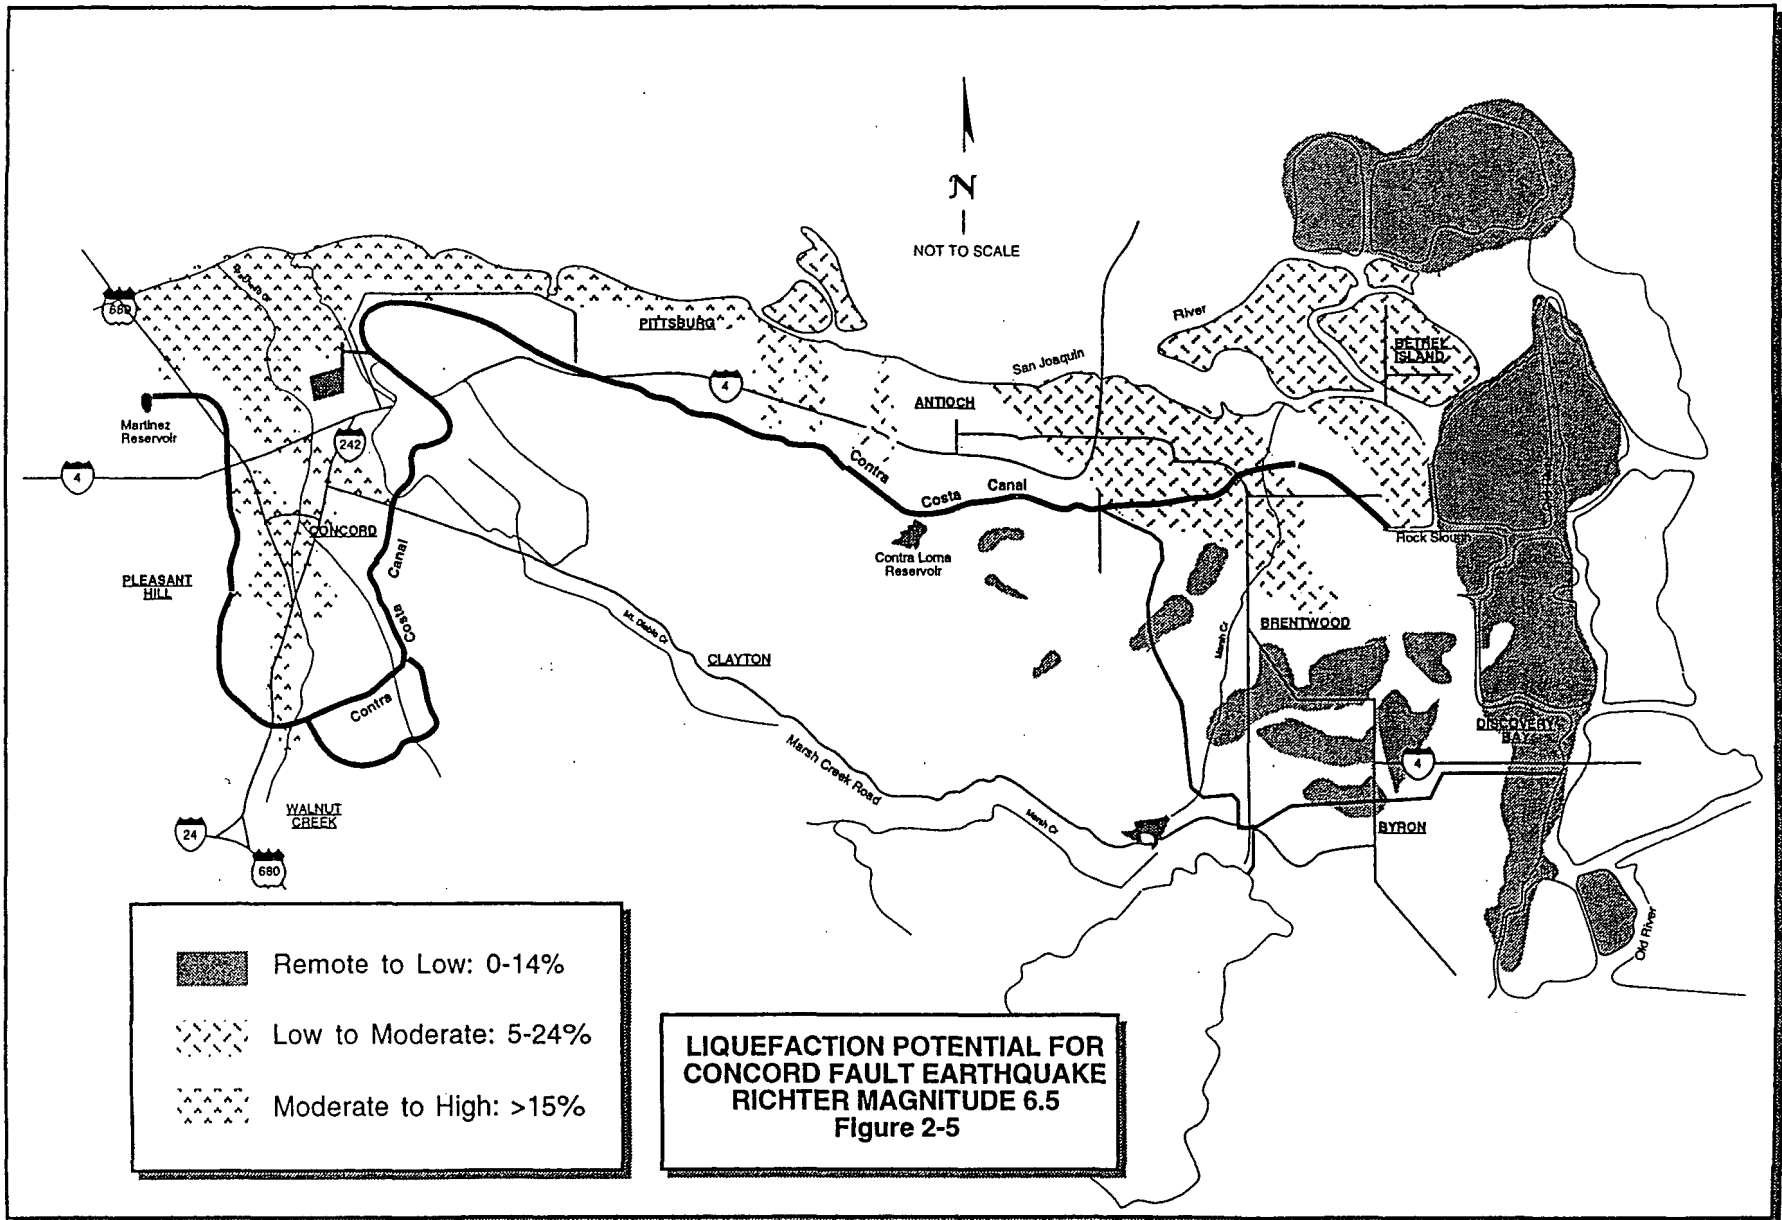 N
NOT TO SCALE
680
PITTSBURG
River
BETHEL
ISLAND
San Joaquin
4
ANTIOCH
Martinez
Reservoir
242
4
Contra
Costa
Canal
CONCORD
Contra Loma
Reservoir
Rock Slough
PLEASANT
HILL
Canal
Costa
Contra
Mt. Diablo Cr
CLAYTON
Marsh Cr
BRENTWOOD
DISCOVERY
BAY
Marsh Creek Road
4
WALNUT
CREEK
Marsh Cr
BYRON
24
680
Old River
Remote to Low: 0-14%
Low to Moderate: 5-24%
Moderate to High: >15%
LIQUEFACTION POTENTIAL FOR
CONCORD FAULT EARTHQUAKE
RICHTER MAGNITUDE 6.5
Figure 2-5